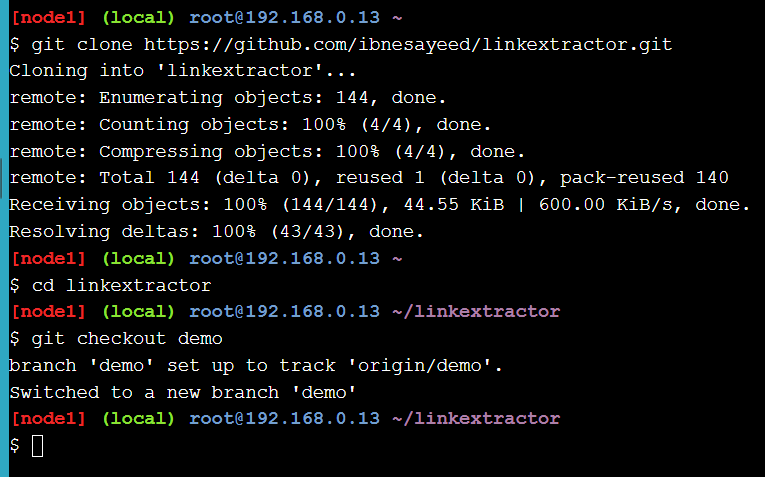 [node1] (local) root@192.168.0.13 ~
$ git clone https://github.com/ibnesayeed/linkextractor.git
Cloning into 'linkextractor'...
remote: Enumerating objects: 144, done.
remote: Counting objects: 100% (4/4), done.
remote: Compressing objects: 100% (4/4), done.
remote: Total 144 (delta 0), reused 1 (delta 0), pack-reused 140
Receiving objects: 100% (144/144), 44.55 KiB | 600.00 KiB/s, done.
Resolving deltas: 100% (43/43), done.
[node1] (local) root@192.168.0.13 ~
$ cd linkextractor
[node1] (local) root@192.168.0.13 ~/linkextractor
$ git checkout demo
branch 'demo' set up to track 'origin/demo'.
Switched to a new branch 'demo'
[node1] (local) root@192.168.0.13 ~/linkextractor
$